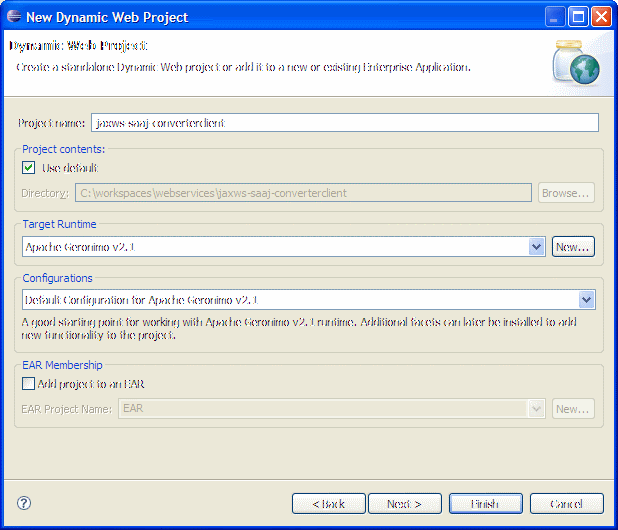 New Dynamic Web Project
Dynamic Web Project
Create a standalone Dynamic Web project or add it to a new or existing Enterprise Application.
Project name: jaxws-saaj-converterclient
Project contents:
Use default
Directory: C:\workspaces\webservices\jaxws-saaj-converterclient Browse...
Target Runtime
Apache Geronimo v2.1 New...
Configurations
Default Configuration for Apache Geronimo v2.1
A good starting point for working with Apache Geronimo v2.1 runtime. Additional facets can later be installed to add
new functionality to the project.
EAR Membership
Add project to an EAR
EAR Project Name: EAR New...
? < Back Next > Finish Cancel